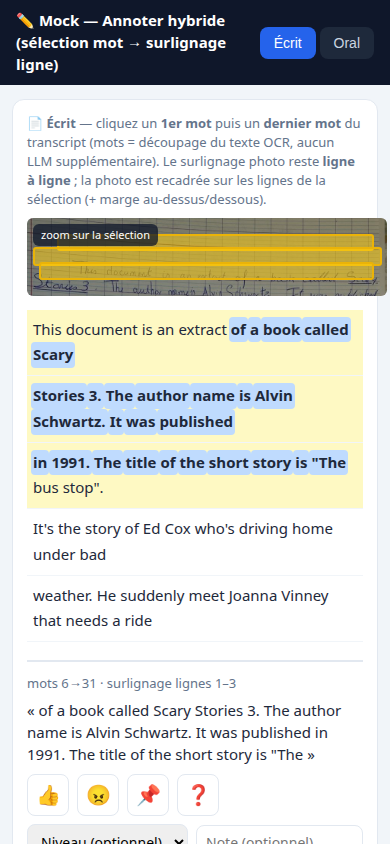 ✏️ Mock — Annoter hybride
(sélection mot → surlignage
ligne)
Écrit
Oral
📄 Écrit — cliquez un 1er mot puis un dernier mot du
transcript (mots = découpage du texte OCR, aucun
LLM supplémentaire). Le surlignage photo reste ligne
à ligne ; la photo est recadrée sur les lignes de la
sélection (+ marge au-dessus/dessous).
zoom sur la sélection
This document is an extract of a book called
Scary
Stories 3. The author name is Alvin
Schwartz. It was published
in 1991. The title of the short story is "The
bus stop".
It's the story of Ed Cox who's driving home
under bad
weather. He suddenly meet Joanna Vinney
that needs a ride
mots 6→31 · surlignage lignes 1–3
« of a book called Scary Stories 3. The author
name is Alvin Schwartz. It was published in
1991. The title of the short story is "The »
👍 😠 📌 ❓
Niveau (optionnel)
Note (optionnel)